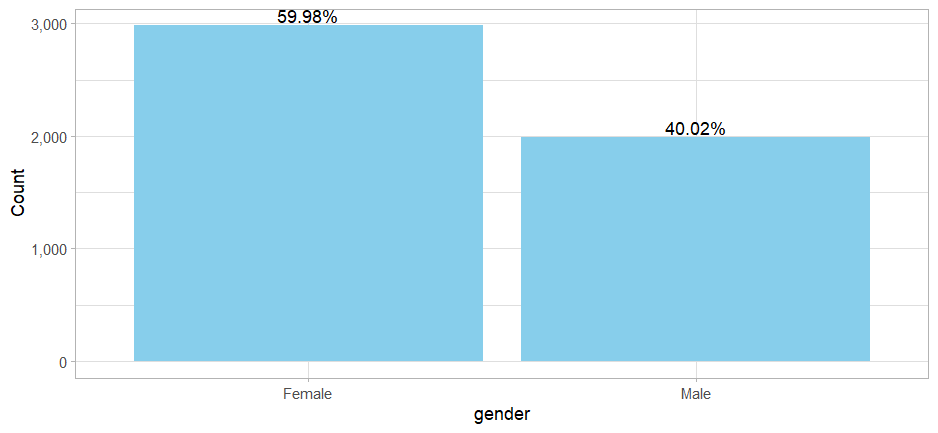 59.98%
40.02%
3,000
2,000
1,000
0
Count
Female
Male
gender